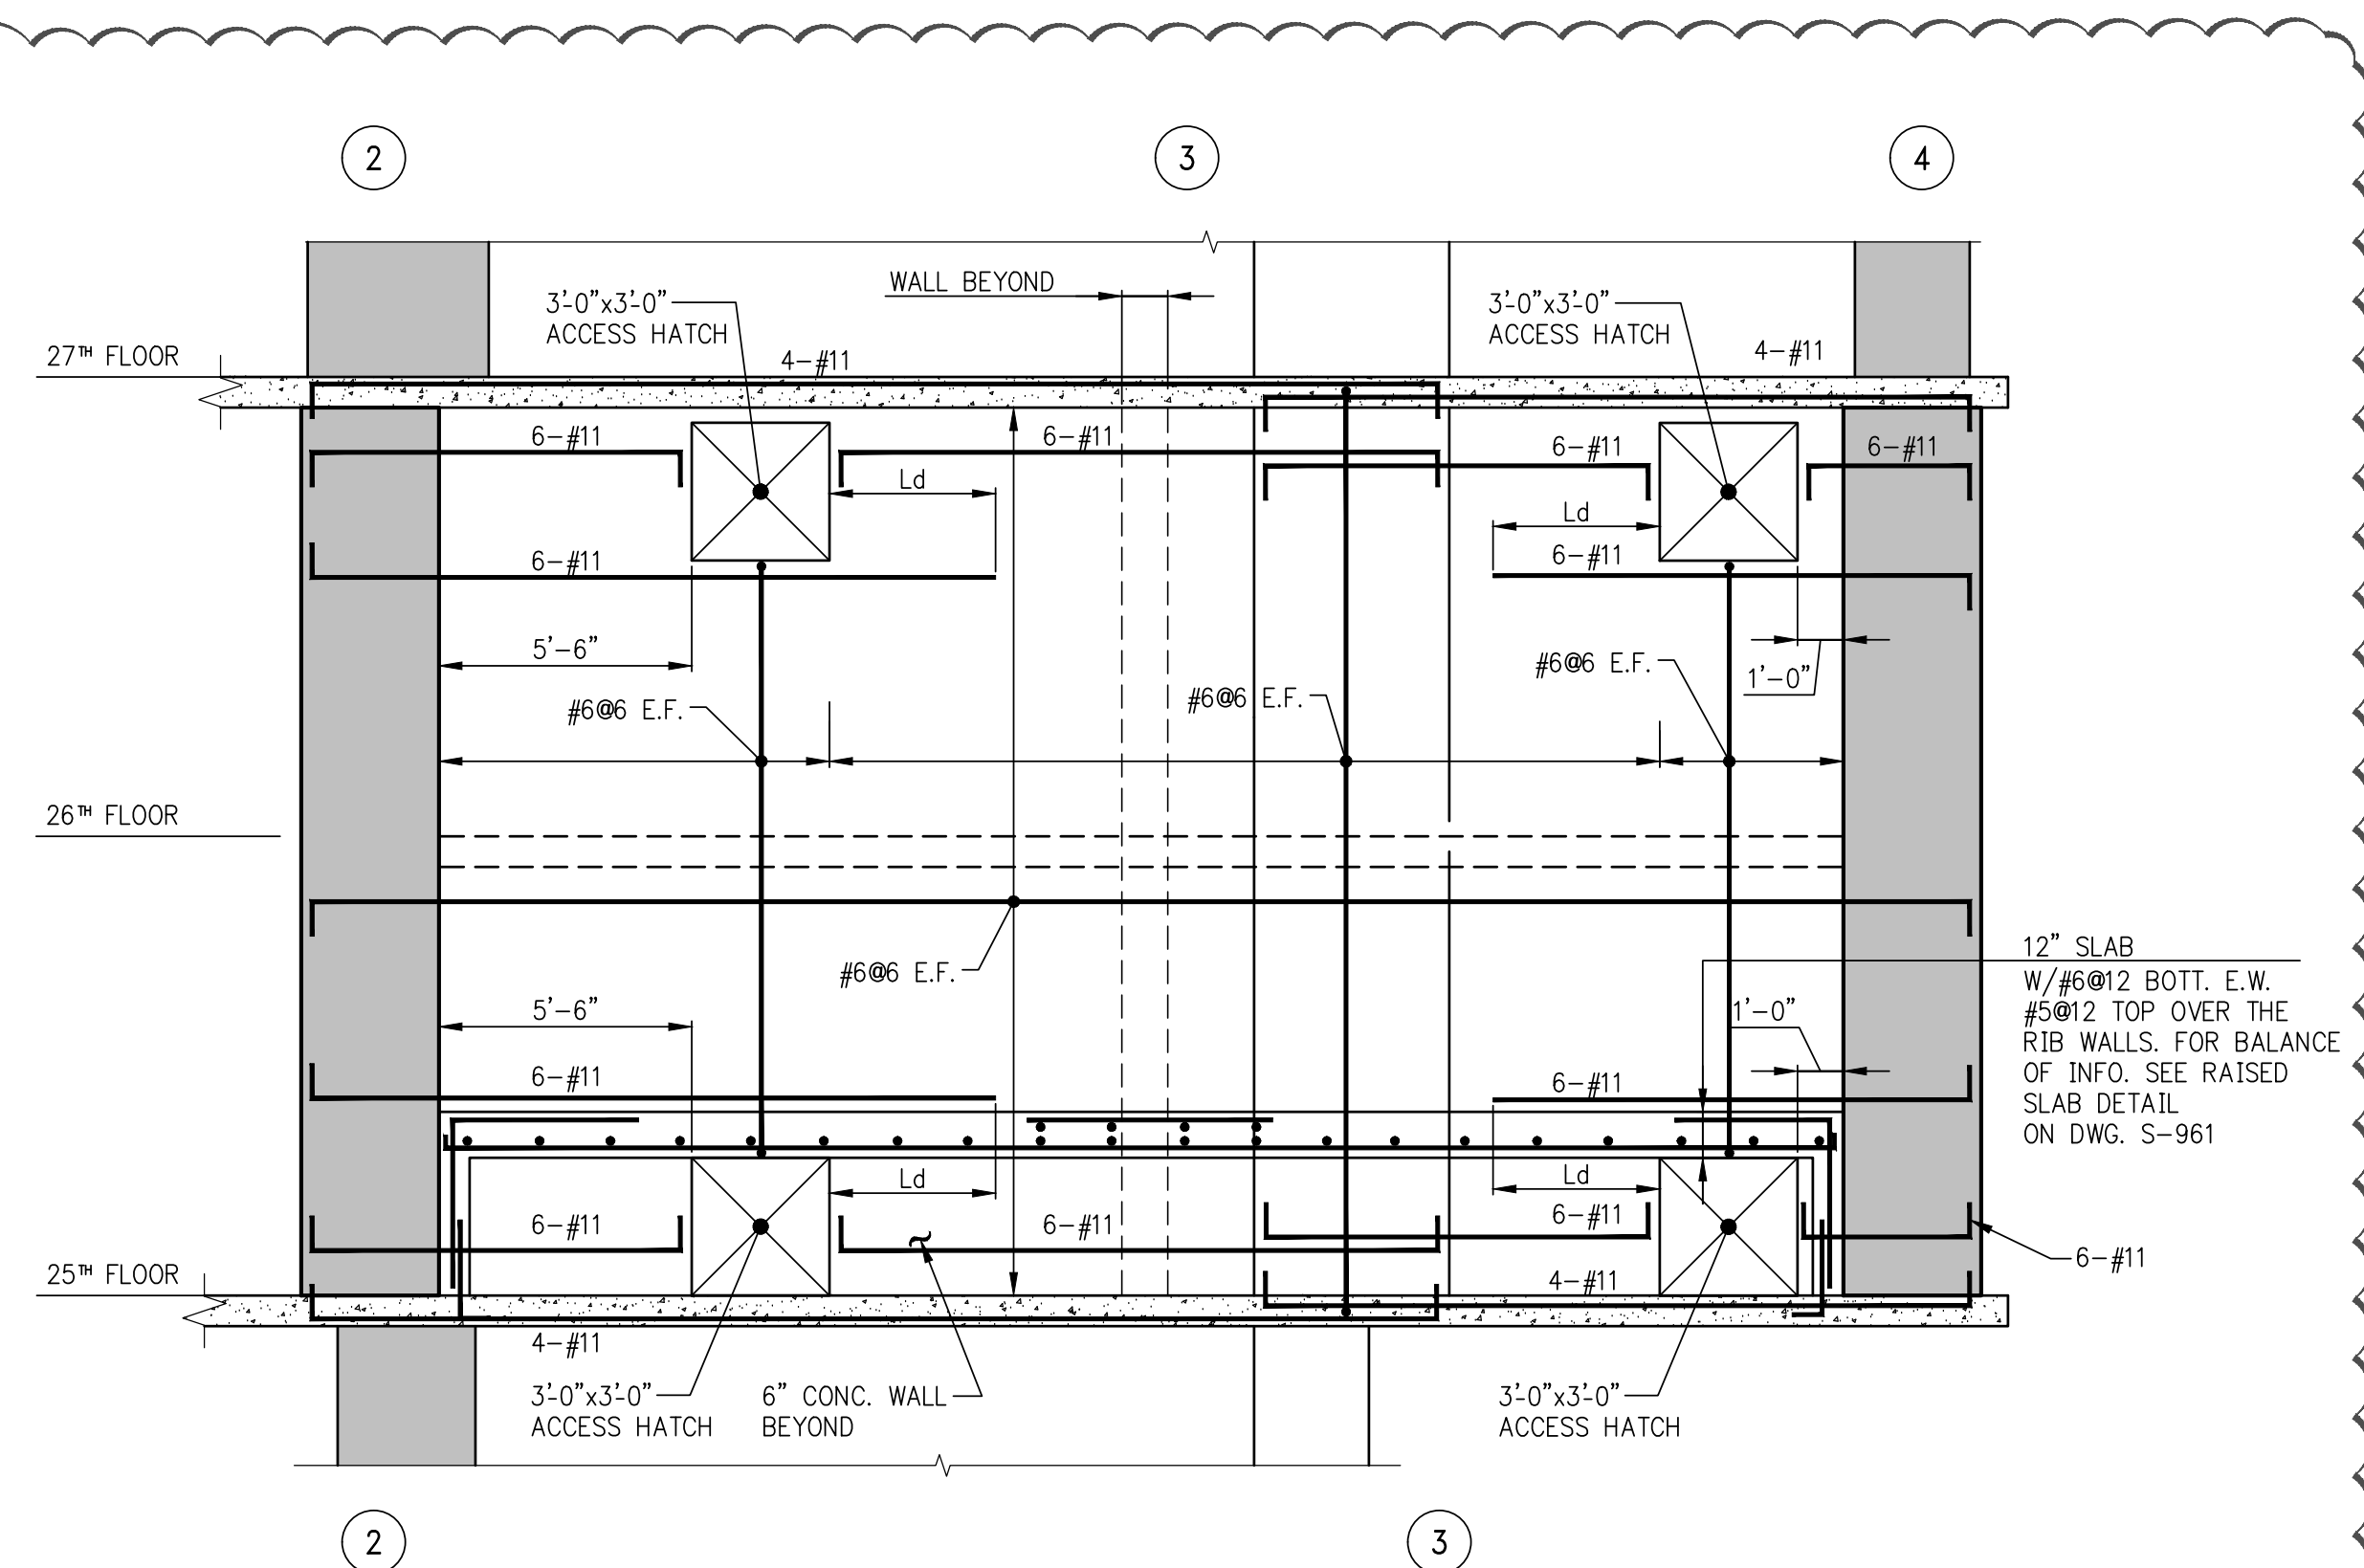 2
3
4
WALL BEYOND
3'-0"x3'-0"
ACCESS HATCH
3'-0"x3'-0"
ACCESS HATCH
27TH FLOOR
4-#11
4-#11
6-#11
6-#11
6-#11
6-#11
Ld
Ld
6-#11
6-#11
5'-6"
#6@6 E.F.
1'-0"
#6@6 E.F.
#6@6 E.F.
26TH FLOOR
#6@6 E.F.
12" SLAB
W/#6@12 BOTT. E.W.
#5@12 TOP OVER THE
RIB WALLS. FOR BALANCE
OF INFO. SEE RAISED
SLAB DETAIL
ON DWG. S-961
5'-6"
1'-0"
6-#11
6-#11
Ld
Ld
6-#11
6-#11
6-#11
6-#11
25TH FLOOR
4-#11
4-#11
3'-0"x3'-0"
ACCESS HATCH
6" CONC. WALL
BEYOND
3'-0"x3'-0"
ACCESS HATCH
2
3